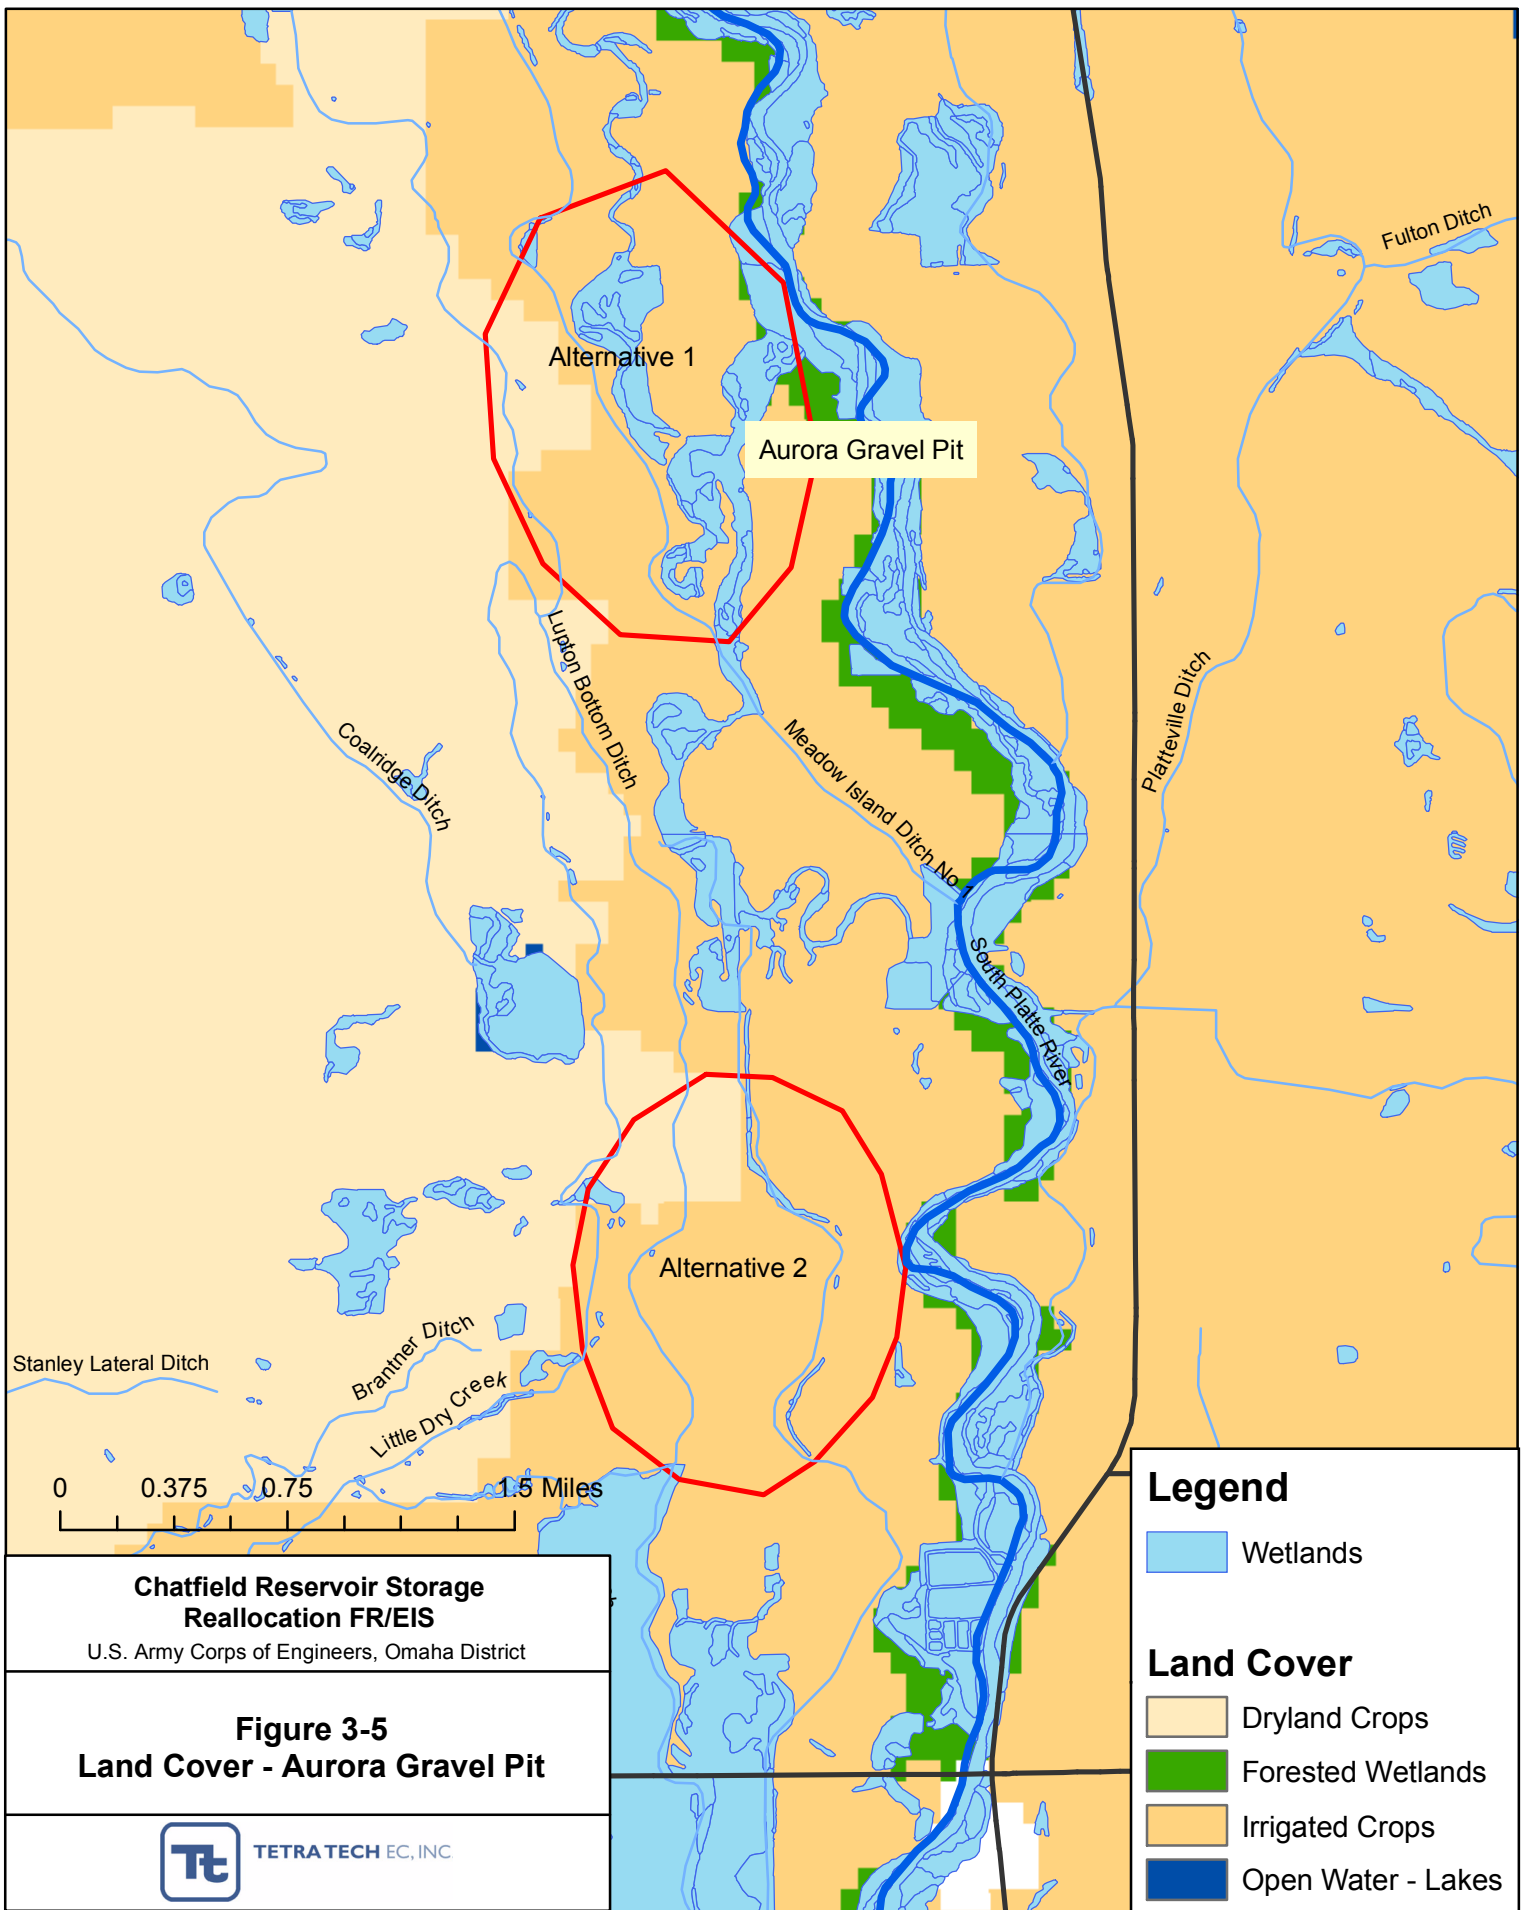 Fulton Ditch
Alternative 1
Aurora Gravel Pit
Lupton Bottom Ditch
Platteville Ditch
Coalridge Ditch
Meadow Island Ditch No 1
South Platte River
Alternative 2
Stanley Lateral Ditch
Brantner Ditch
Little Dry Creek
0 0.375 0.75 1.5 Miles
Chatfield Reservoir Storage
Reallocation FR/EIS
U.S. Army Corps of Engineers, Omaha District
Figure 3-5
Land Cover - Aurora Gravel Pit
Tt TETRA TECH EC, INC
Legend
Wetlands
Land Cover
Dryland Crops
Forested Wetlands
Irrigated Crops
Open Water - Lakes